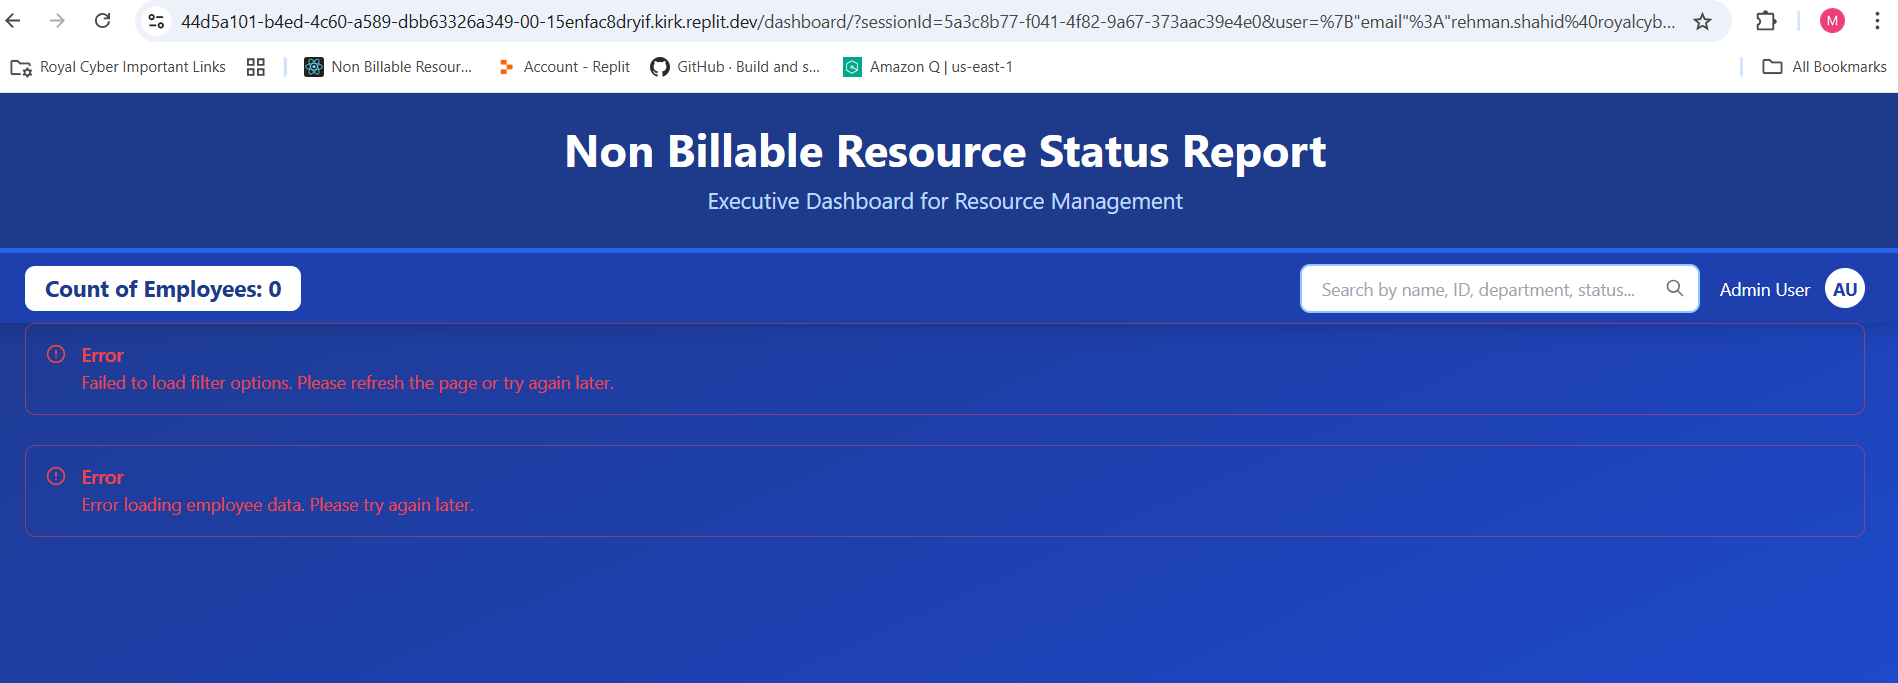 44d5a101-b4ed-4c60-a589-dbb63326a349-00-15enfac8dryif.kirk.replit.dev/dashboard/?sessionId=5a3c8b77-f041-4f82-9a67-373aac39e4e0&user=%7B"email"%3A"rehman.shahid%40royalcyb... M
Royal Cyber Important Links Non Billable Resour... Account - Replit GitHub · Build and s... Amazon Q | us-east-1 All Bookmarks
Non Billable Resource Status Report
Executive Dashboard for Resource Management
Count of Employees: 0 Search by name, ID, department, status... Admin User AU
Error
Failed to load filter options. Please refresh the page or try again later.
Error
Error loading employee data. Please try again later.